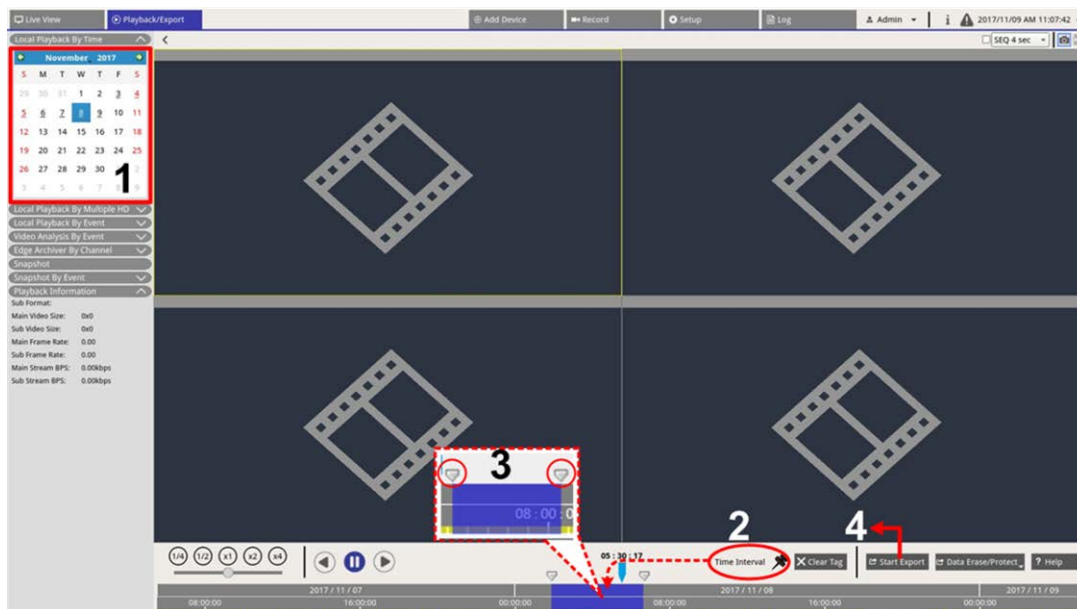 Live View
Playback/Export
Add Device
Record
Setup
Log
Admin
i
2017/11/09 AM 11:07:42
Local Playback By Time
SEQ 4 sec
November 2017
S M T W T F S
29 30 31 1 2 3 4
5 6 7 8 9 10 11
12 13 14 15 16 17 18
19 20 21 22 23 24 25
26 27 28 29 30 2
3 4 5 6 7 9
1
Local Playback By Multiple HD
Local Playback By Event
Video Analysis By Event
Edge Archiver By Channel
Snapshot
Snapshot By Event
Playback Information
Sub Format:
Main Video Size: 0x0
Sub Video Size: 0x0
Main Frame Rate: 0.00
Sub Frame Rate: 0.00
Main Stream BPS: 0.00kbps
Sub Stream BPS: 0.00kbps
3
08:00:0
2
4
1/4 1/2 x1 x2 x4
05:30:17
Time Interval
Clear Tag
Start Export
Data Erase/Protect
? Help
2017/11/07
2017/11/08
2017/11/09
08:00:00 16:00:00 00:00:00 08:00:00 16:00:00 00:00:00